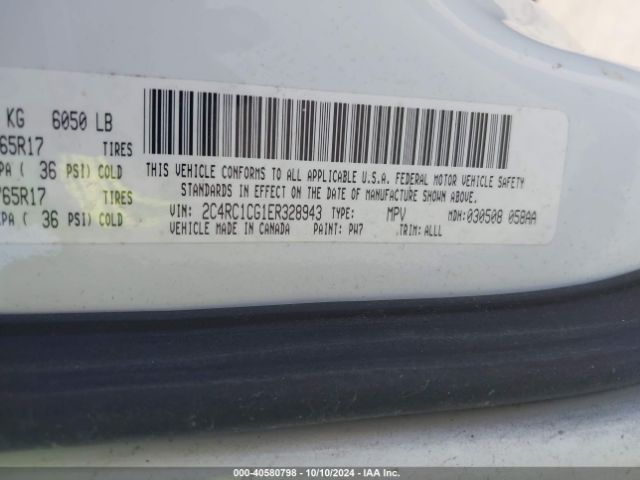 KG 6050 LB
65R17 TIRES
PA ( 36 PSI) COLD
65R17 TIRES
PA ( 36 PSI) COLD
THIS VEHICLE CONFORMS TO ALL APPLICABLE U.S.A. FEDERAL MOTOR VEHICLE SAFETY
STANDARDS IN EFFECT ON THE DATE OF MANUFACTURE SHOWN ABOVE.
VIN: 2C4RC1CG1ER328943 TYPE: MPV MDH:030508 058AA
VEHICLE MADE IN CANADA PAINT: PW7 TRIM: ALLL
000-40580798 - 10/10/2024 - IAA Inc.